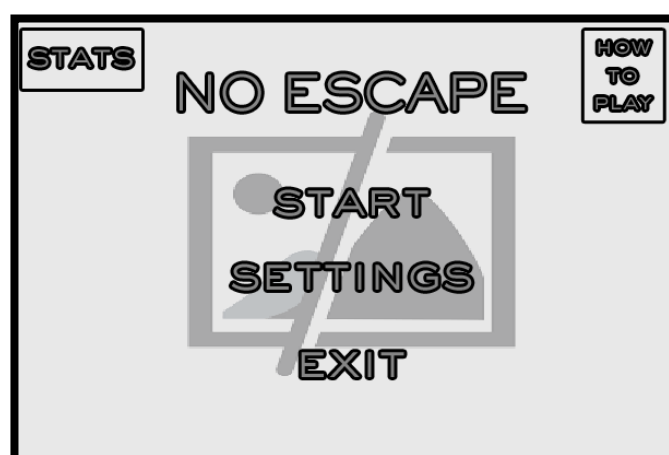 STATS
NO ESCAPE
HOW
TO
PLAY
START
SETTINGS
EXIT